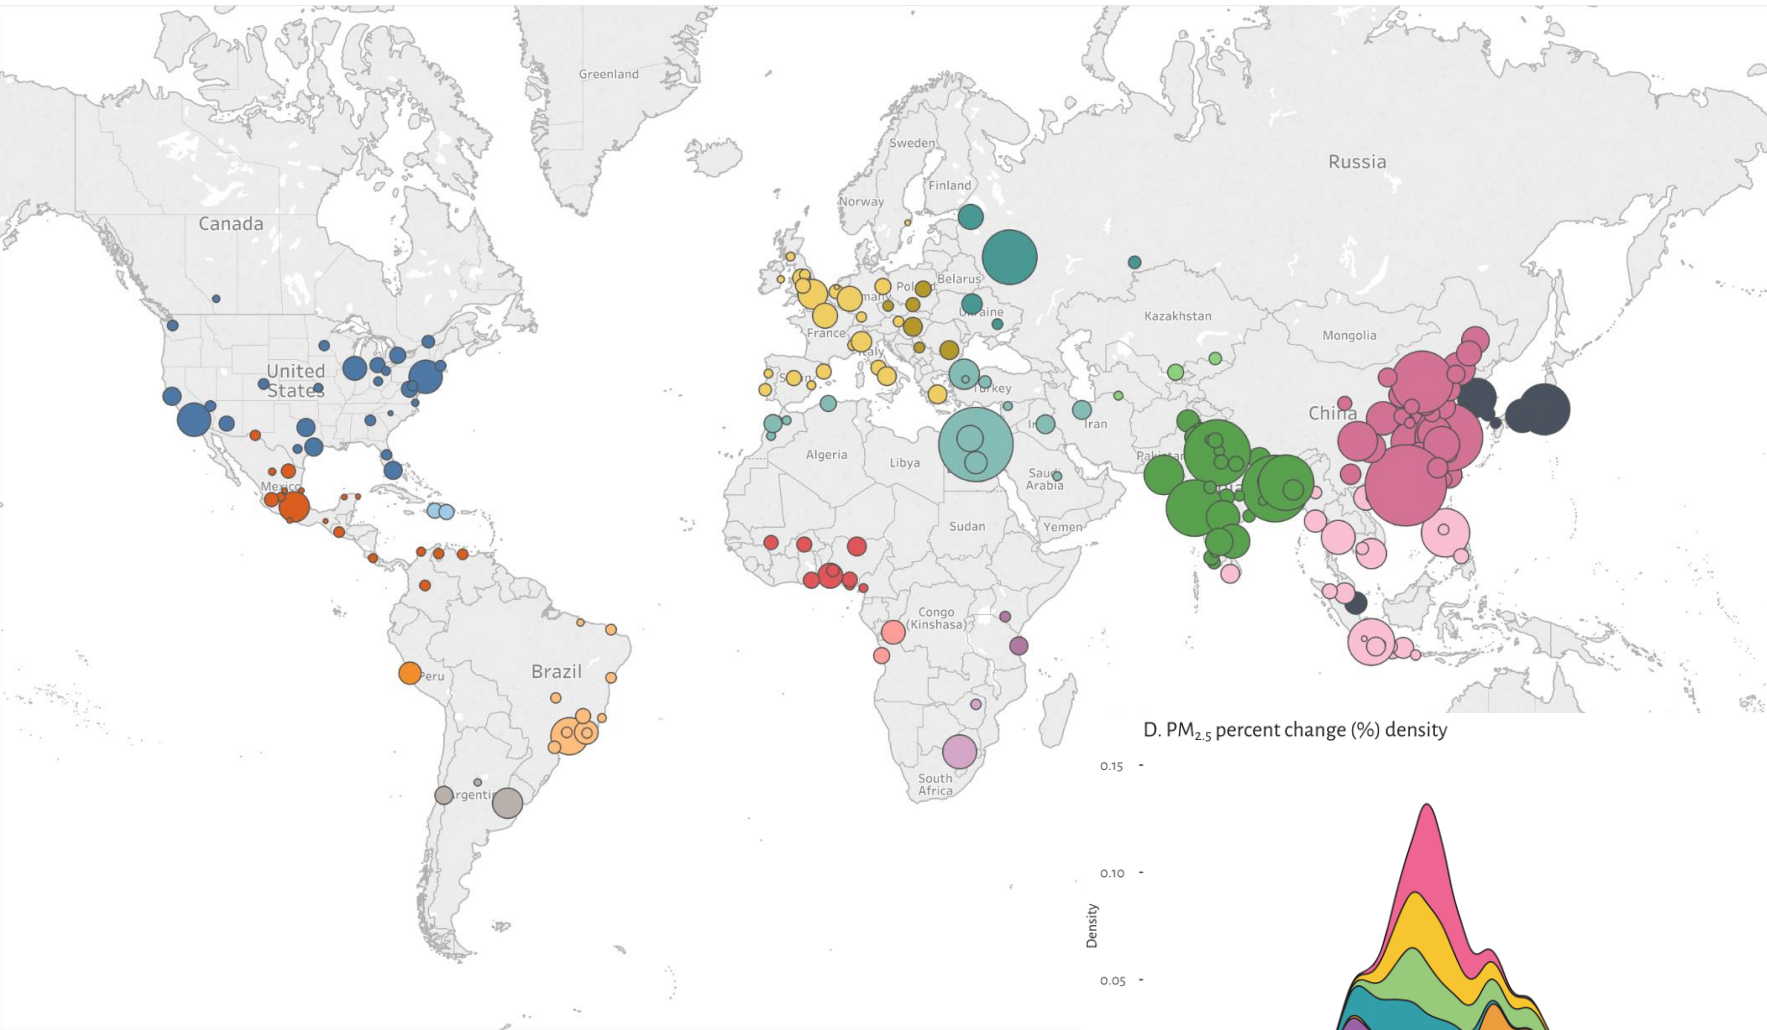 Greenland
Russia
Sweden
Finland
Norway
Canada
Belarus
Kazakhstan
Mongolia
France
United
States
Italy
Turkey
China
Iran
Algeria
Libya
Saudi
Arabia
Mexico
Sudan
Yemen
Congo
(Kinshasa)
Brazil
Peru
South
Africa
D. PM2.5 percent change (%) density
0.15
0.10
Density
0.05